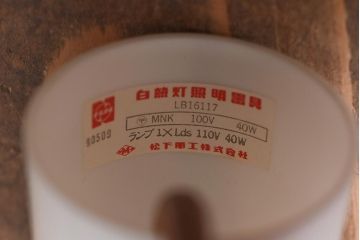 白熱灯照明器具
LB16117
〒 MNK 100V 40W
ランプ 1×Lds 110V 40W
80509
松下電工株式会社